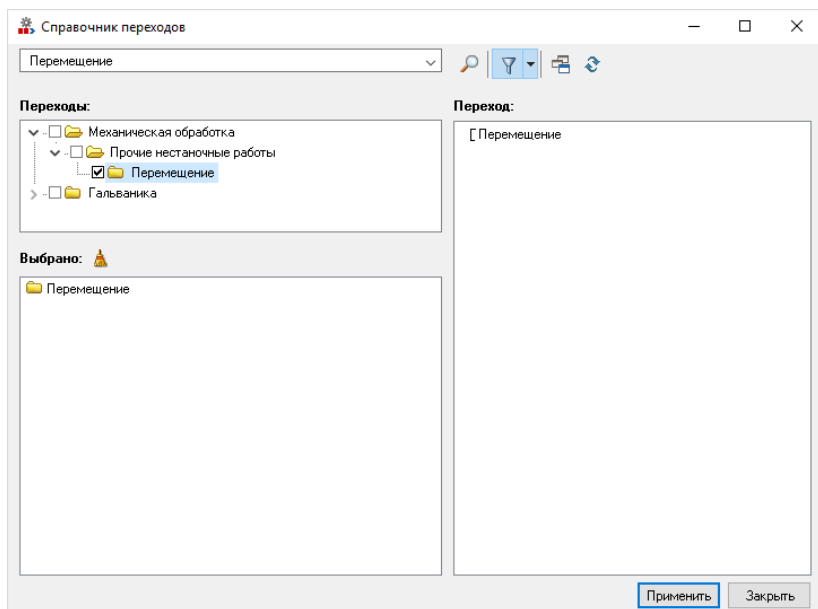 Справочник переходов
Перемещение
Переходы:
Механическая обработка
Прочие нестаночные работы
Перемещение
Гальваника
Выбрано:
Перемещение
Переход:
[ Перемещение
Применить
Закрыть